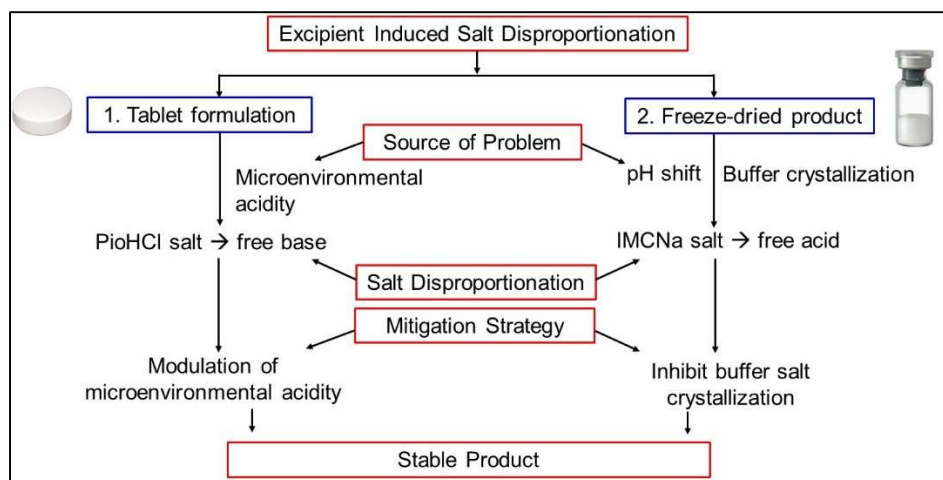 Excipient Induced Salt Disproportionation
1. Tablet formulation
2. Freeze-dried product
Source of Problem
Microenvironmental
acidity
pH shift
Buffer crystallization
PioHCl salt → free base
IMCNa salt → free acid
Salt Disproportionation
Mitigation Strategy
Modulation of
microenvironmental acidity
Inhibit buffer salt
crystallization
Stable Product